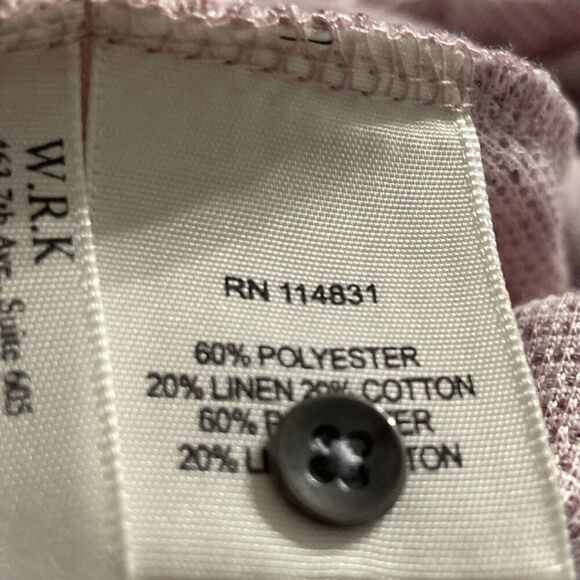 W.R.K
7th Ave. Suite 605
RN 114831
60% POLYESTER
20% LINEN 20% COTTON
60%
20%